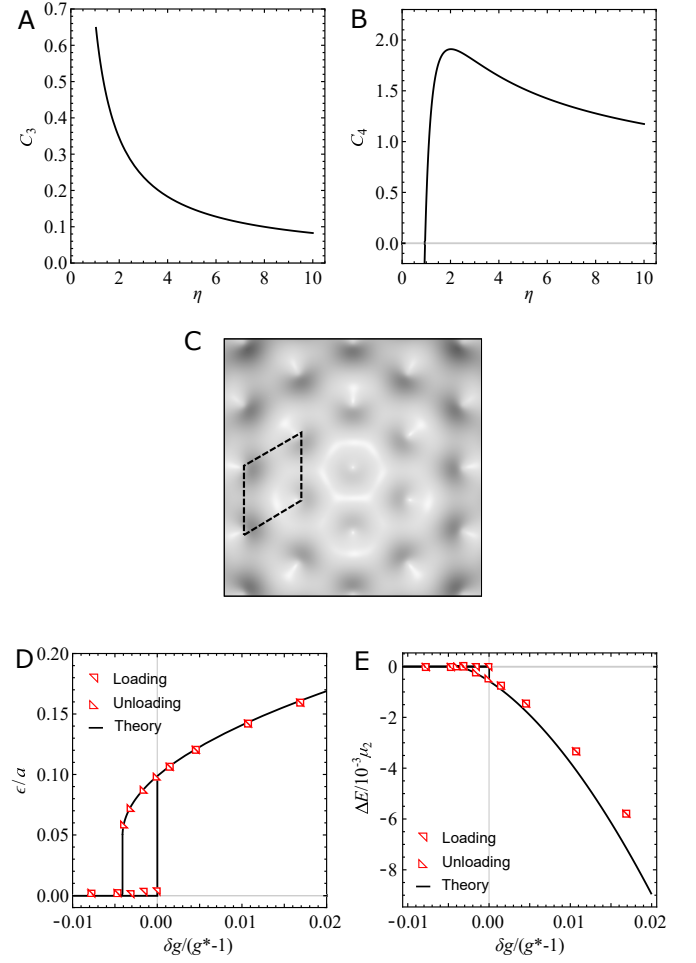 A
0.7
0.6
0.5
0.4
0.3
0.2
0.1
0.0
C3
0 2 4 6 8 10
η
B
2.0
1.5
1.0
0.5
0.0
C4
0 2 4 6 8 10
η
C
D
0.20
0.15
0.10
0.05
0.00
ϵ/a
Loading
Unloading
Theory
-0.01 0.00 0.01 0.02
δg/(g*-1)
E
0
-2
-4
-6
-8
ΔE/10⁻³μ₂
Loading
Unloading
Theory
-0.01 0.00 0.01 0.02
δg/(g*-1)